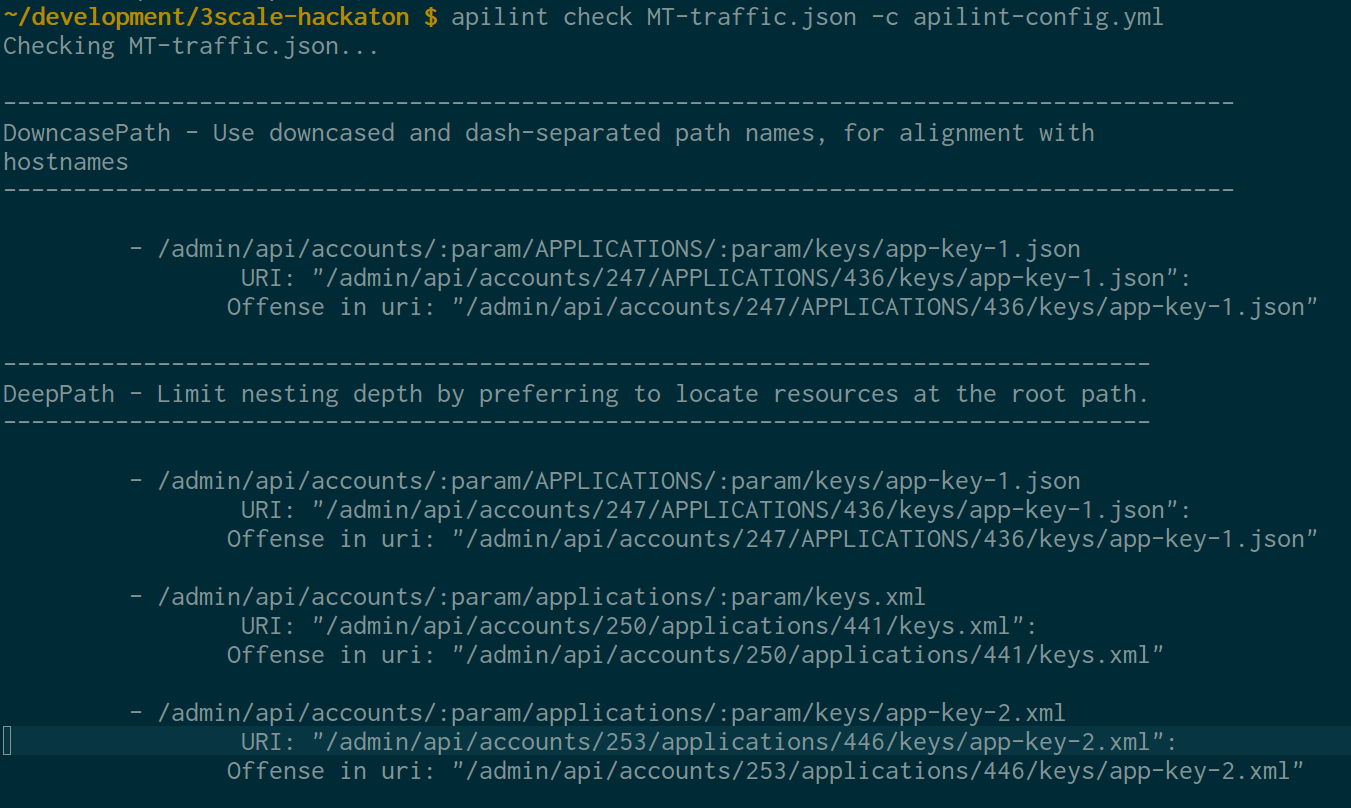 ~/development/3scale-hackaton $ apilint check MT-traffic.json -c apilint-config.yml
Checking MT-traffic.json...
----------------------------------------------------------------------------------------
DowncasePath - Use downcased and dash-separated path names, for alignment with
hostnames
----------------------------------------------------------------------------------------
- /admin/api/accounts/:param/APPLICATIONS/:param/keys/app-key-1.json
URI: "/admin/api/accounts/247/APPLICATIONS/436/keys/app-key-1.json":
Offense in uri: "/admin/api/accounts/247/APPLICATIONS/436/keys/app-key-1.json"
----------------------------------------------------------------------------------
DeepPath - Limit nesting depth by preferring to locate resources at the root path.
----------------------------------------------------------------------------------
- /admin/api/accounts/:param/APPLICATIONS/:param/keys/app-key-1.json
URI: "/admin/api/accounts/247/APPLICATIONS/436/keys/app-key-1.json":
Offense in uri: "/admin/api/accounts/247/APPLICATIONS/436/keys/app-key-1.json"
- /admin/api/accounts/:param/applications/:param/keys.xml
URI: "/admin/api/accounts/250/applications/441/keys.xml":
Offense in uri: "/admin/api/accounts/250/applications/441/keys.xml"
- /admin/api/accounts/:param/applications/:param/keys/app-key-2.xml
URI: "/admin/api/accounts/253/applications/446/keys/app-key-2.xml":
Offense in uri: "/admin/api/accounts/253/applications/446/keys/app-key-2.xml"